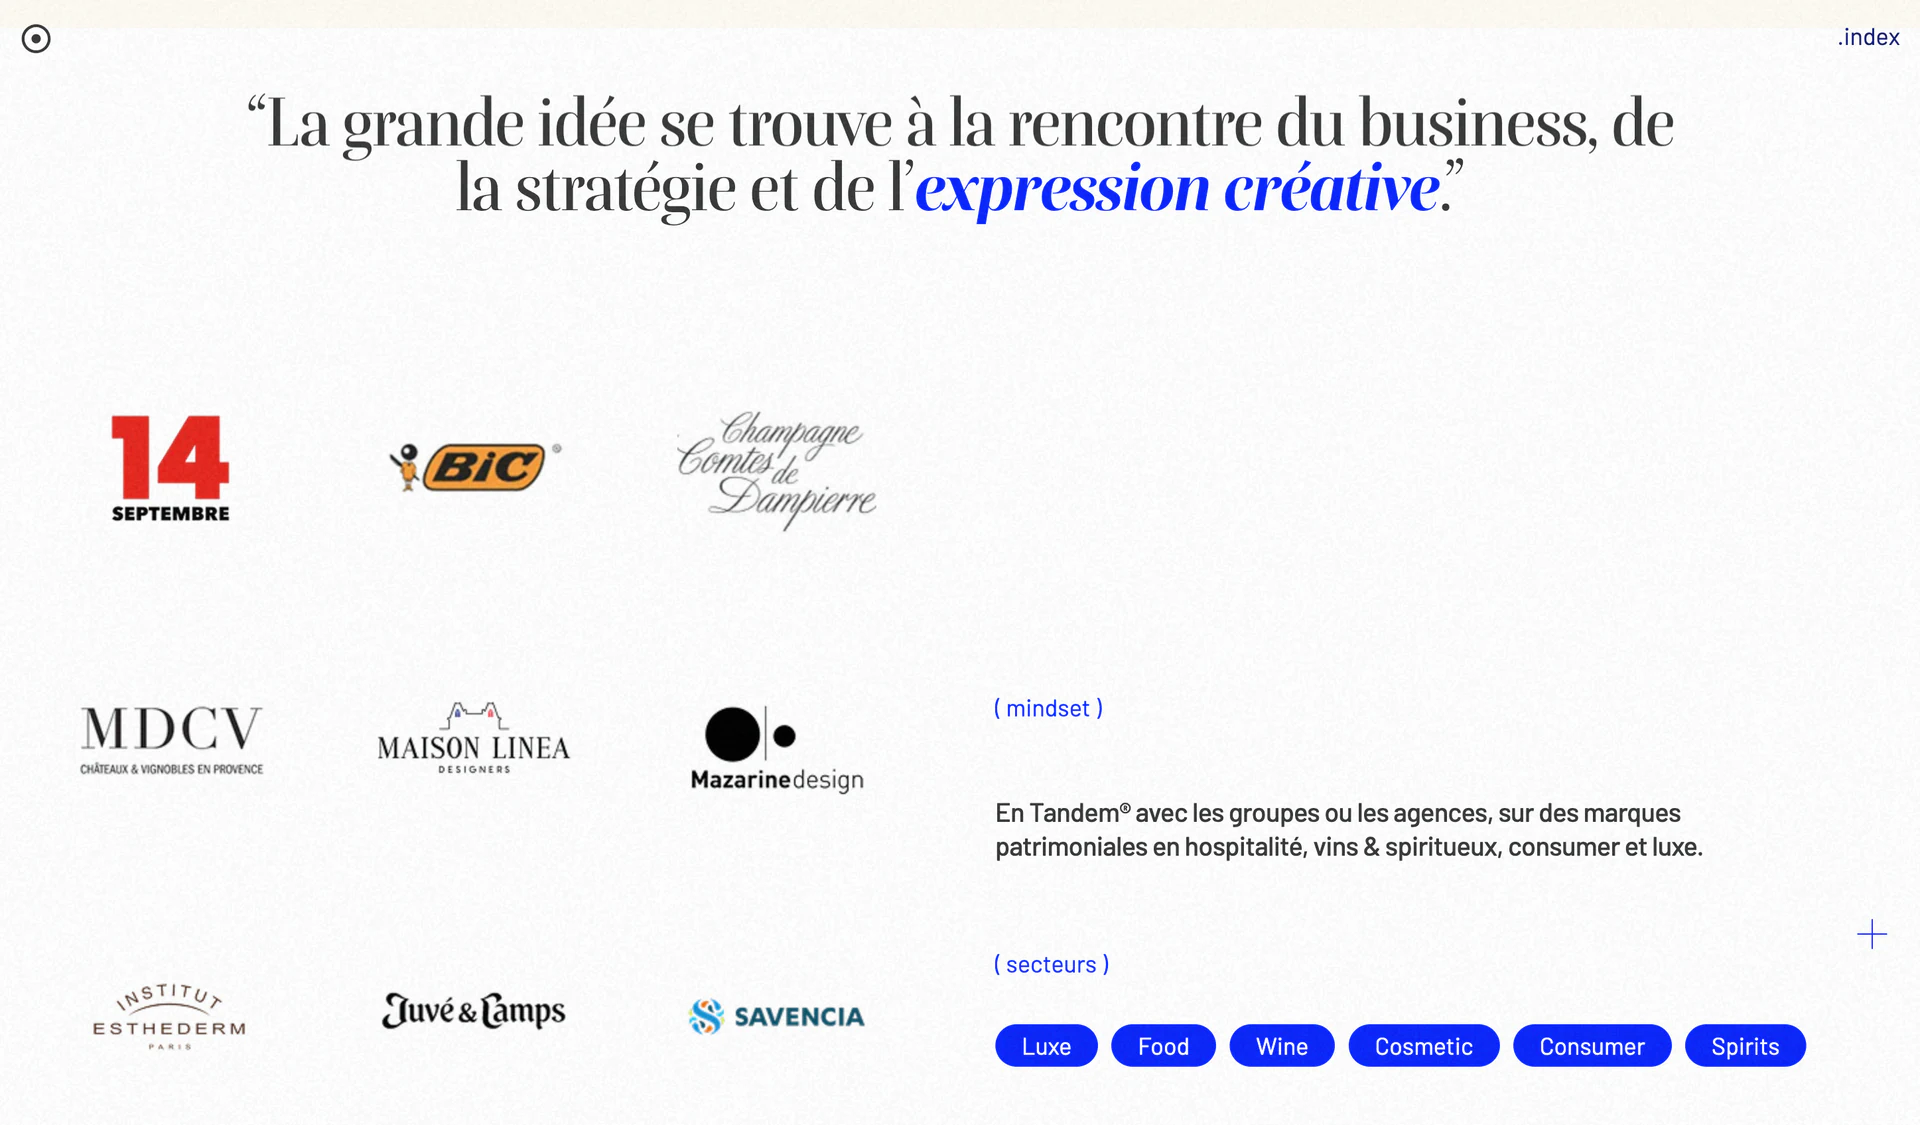 .index
“La grande idée se trouve à la rencontre du business, de
la stratégie et de l’expression créative.”
14
SEPTEMBRE
BiC ®
Champagne
Comtes de
Dampierre
MDCV
CHÂTEAUX & VIGNOBLES EN PROVENCE
MAISON LINEA
DESIGNERS
Mazarinedesign
( mindset )
En Tandem® avec les groupes ou les agences, sur des marques
patrimoniales en hospitalité, vins & spiritueux, consumer et luxe.
INSTITUT
ESTHEDERM
PARIS
Juvé & Camps
SAVENCIA
( secteurs )
Luxe Food Wine Cosmetic Consumer Spirits